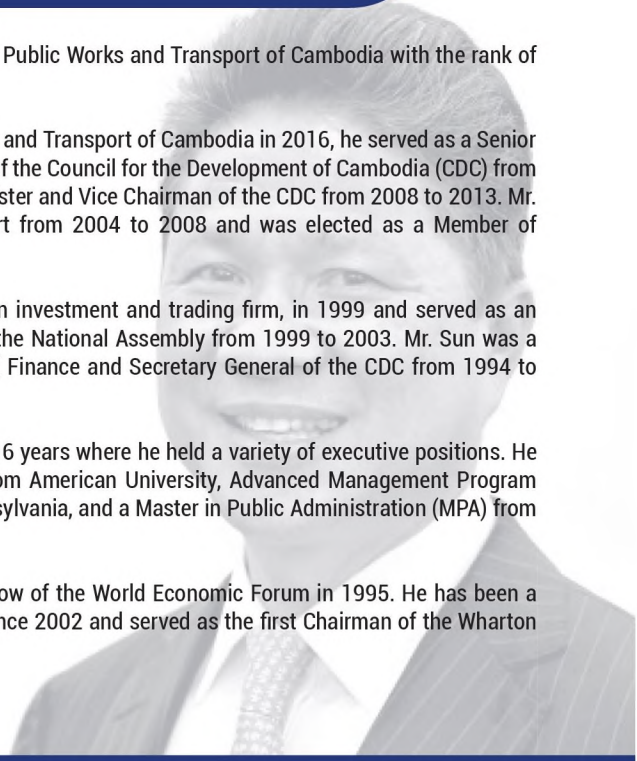 Public Works and Transport of Cambodia with the rank of
and Transport of Cambodia in 2016, he served as a Senior
f the Council for the Development of Cambodia (CDC) from
ster and Vice Chairman of the CDC from 2008 to 2013. Mr.
rt from 2004 to 2008 and was elected as a Member of
n investment and trading firm, in 1999 and served as an
the National Assembly from 1999 to 2003. Mr. Sun was a
Finance and Secretary General of the CDC from 1994 to
6 years where he held a variety of executive positions. He
om American University, Advanced Management Program
sylvania, and a Master in Public Administration (MPA) from
ow of the World Economic Forum in 1995. He has been a
nce 2002 and served as the first Chairman of the Wharton